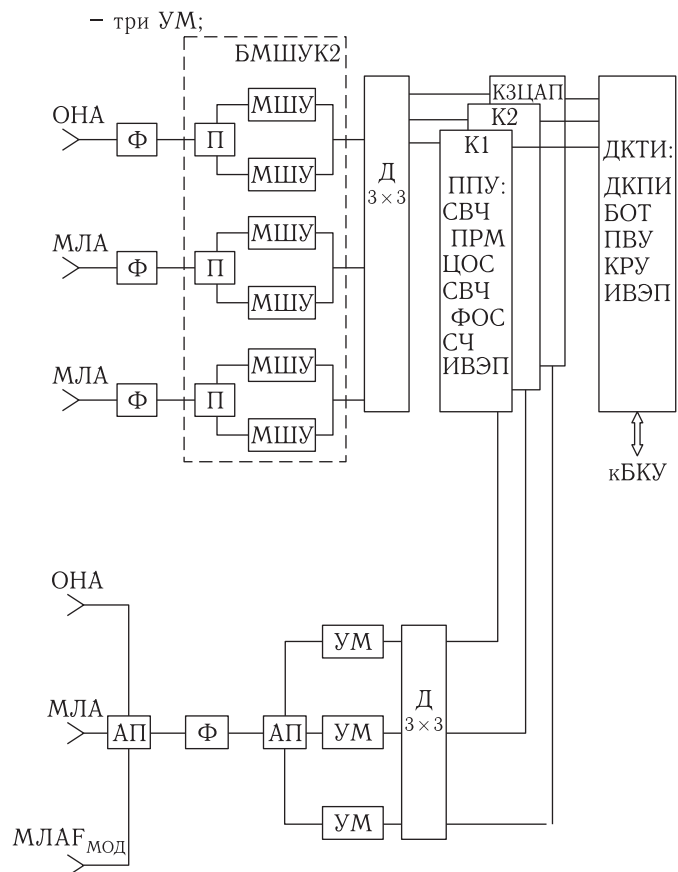 – три УМ;
БМШУК2
ОНА
Ф
П
МШУ
МШУ
МЛА
Ф
П
МШУ
МШУ
МЛА
Ф
П
МШУ
МШУ
Д
3 × 3
КЗЦАП
К2
К1
ППУ:
СВЧ
ПРМ
ЦОС
СВЧ
ФОС
СЧ
ИВЭП
ДКТИ:
ДКПИ
БОТ
ПВУ
КРУ
ИВЭП
кБКУ
ОНА
МЛА
АП
Ф
АП
УМ
УМ
УМ
Д
3 × 3
МЛАF МОД